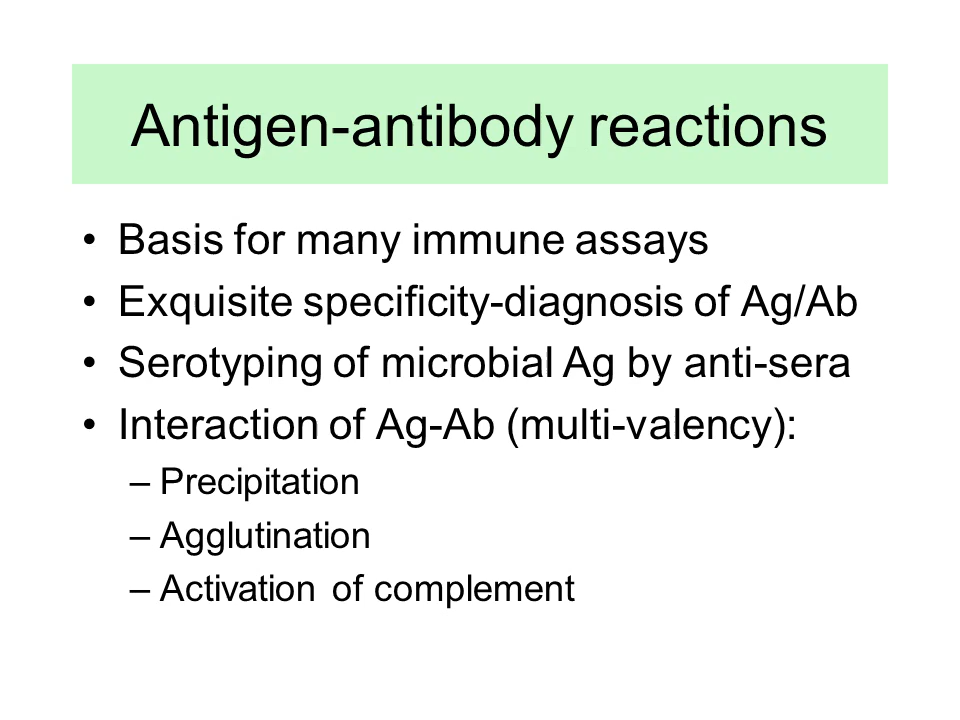 Antigen-antibody reactions
• Basis for many immune assays
• Exquisite specificity-diagnosis of Ag/Ab
• Serotyping of microbial Ag by anti-sera
• Interaction of Ag-Ab (multi-valency):
– Precipitation
– Agglutination
– Activation of complement